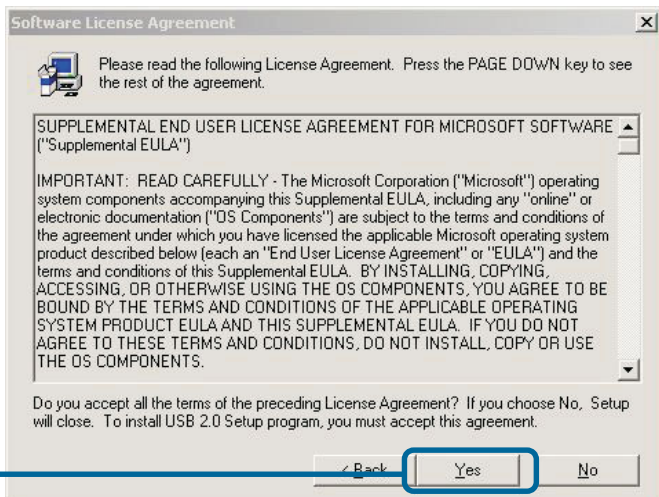 Software License Agreement
Please read the following License Agreement. Press the PAGE DOWN key to see
the rest of the agreement.
SUPPLEMENTAL END USER LICENSE AGREEMENT FOR MICROSOFT SOFTWARE
("Supplemental EULA")
IMPORTANT: READ CAREFULLY - The Microsoft Corporation ("Microsoft") operating
system components accompanying this Supplemental EULA, including any "online" or
electronic documentation ("OS Components") are subject to the terms and conditions of
the agreement under which you have licensed the applicable Microsoft operating system
product described below (each an "End User License Agreement" or "EULA") and the
terms and conditions of this Supplemental EULA. BY INSTALLING, COPYING,
ACCESSING, OR OTHERWISE USING THE OS COMPONENTS, YOU AGREE TO BE
BOUND BY THE TERMS AND CONDITIONS OF THE APPLICABLE OPERATING
SYSTEM PRODUCT EULA AND THIS SUPPLEMENTAL EULA. IF YOU DO NOT
AGREE TO THESE TERMS AND CONDITIONS, DO NOT INSTALL, COPY OR USE
THE OS COMPONENTS.
Do you accept all the terms of the preceding License Agreement? If you choose No, Setup
will close. To install USB 2.0 Setup program, you must accept this agreement.
< Back Yes No